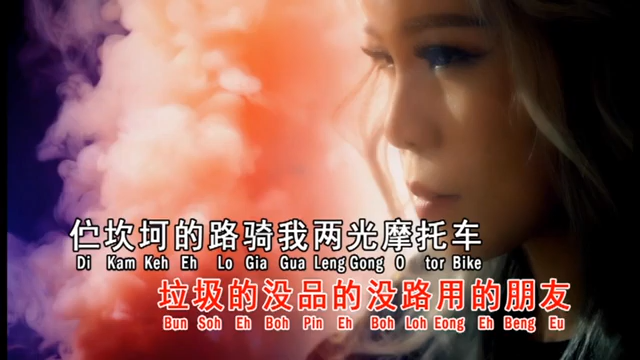 伫坎坷的路骑我两光摩托车
Di Kam Keh Eh Lo Gia Gua Leng Gong O tor Bike
垃圾的没品的没路用的朋友
Bun Soh Eh Boh Pin Eh Boh Loh Eong Eh Beng Eu